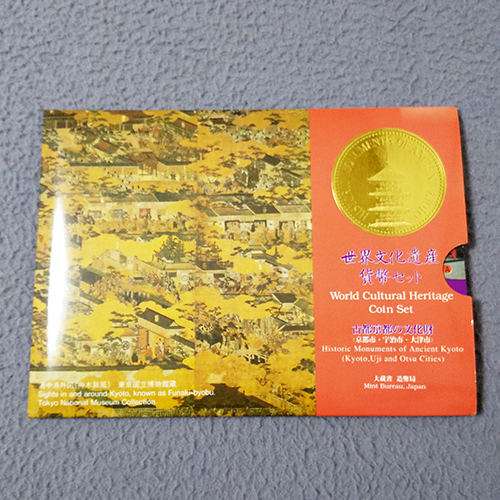 MONUMENTS OF ANCIENT
世界文化遺産
貨幣セット
World Cultural Heritage
Coin Set
古都京都の文化財
(京都市・宇治市・大津市)
Historic Monuments of Ancient Kyoto
(Kyoto,Uji and Otsu Cities)
大蔵省 造幣局
Mint Bureau, Japan
洛中洛外図(舟木屏風) 東京国立博物館蔵
Sights in and around Kyoto, known as Funaki-byobu.
Tokyo National Museum Collection.